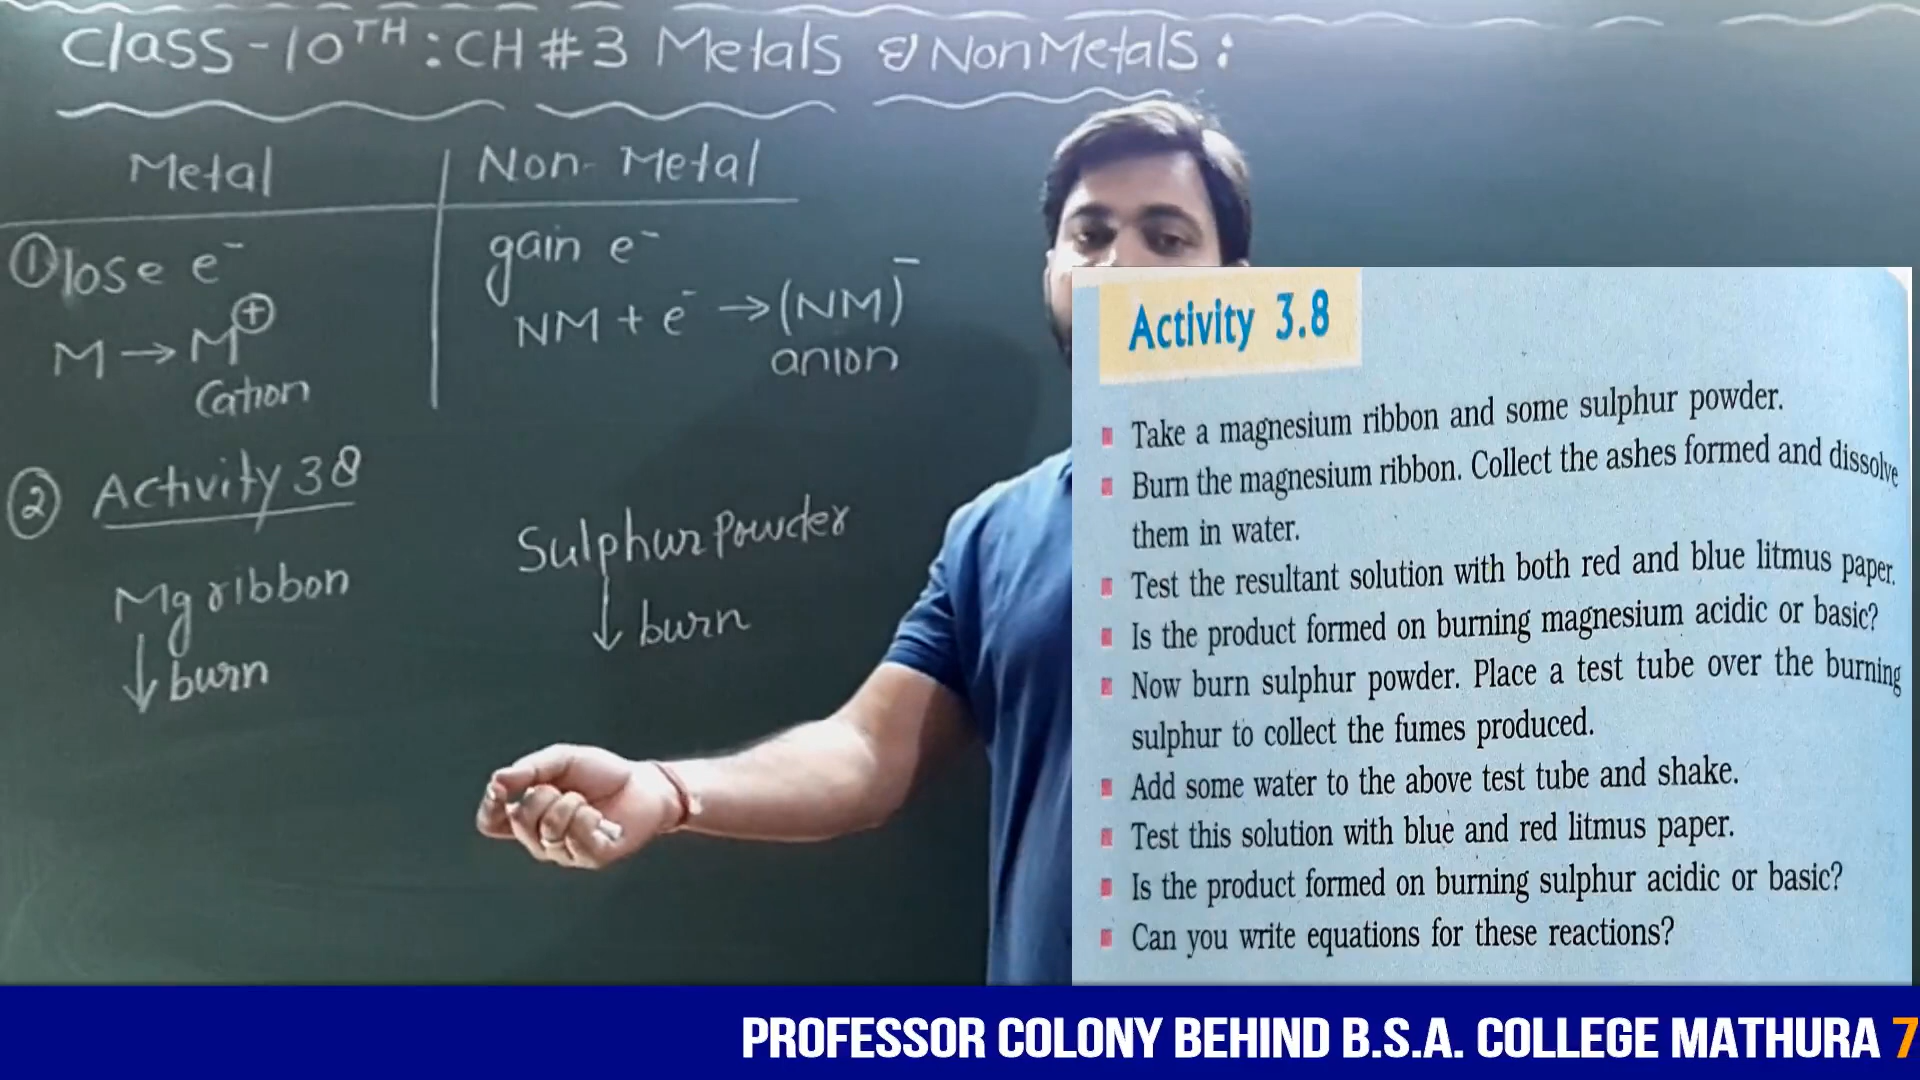 Class-10TH : CH # 3 Metals & NonMetals :
Metal
Non-Metal
① lose e-
gain e-
M → M⊕
NM + e- → (NM)-
Cation
anion
② Activity 3 8
Sulphur Powder
Mg ribbon
↓ burn
↓ burn
Activity 3.8
Take a magnesium ribbon and some sulphur powder.
Burn the magnesium ribbon. Collect the ashes formed and dissolve
them in water.
Test the resultant solution with both red and blue litmus paper.
Is the product formed on burning magnesium acidic or basic?
Now burn sulphur powder. Place a test tube over the burning
sulphur to collect the fumes produced.
Add some water to the above test tube and shake.
Test this solution with blue and red litmus paper.
Is the product formed on burning sulphur acidic or basic?
Can you write equations for these reactions?
PROFESSOR COLONY BEHIND B.S.A. COLLEGE MATHURA 7